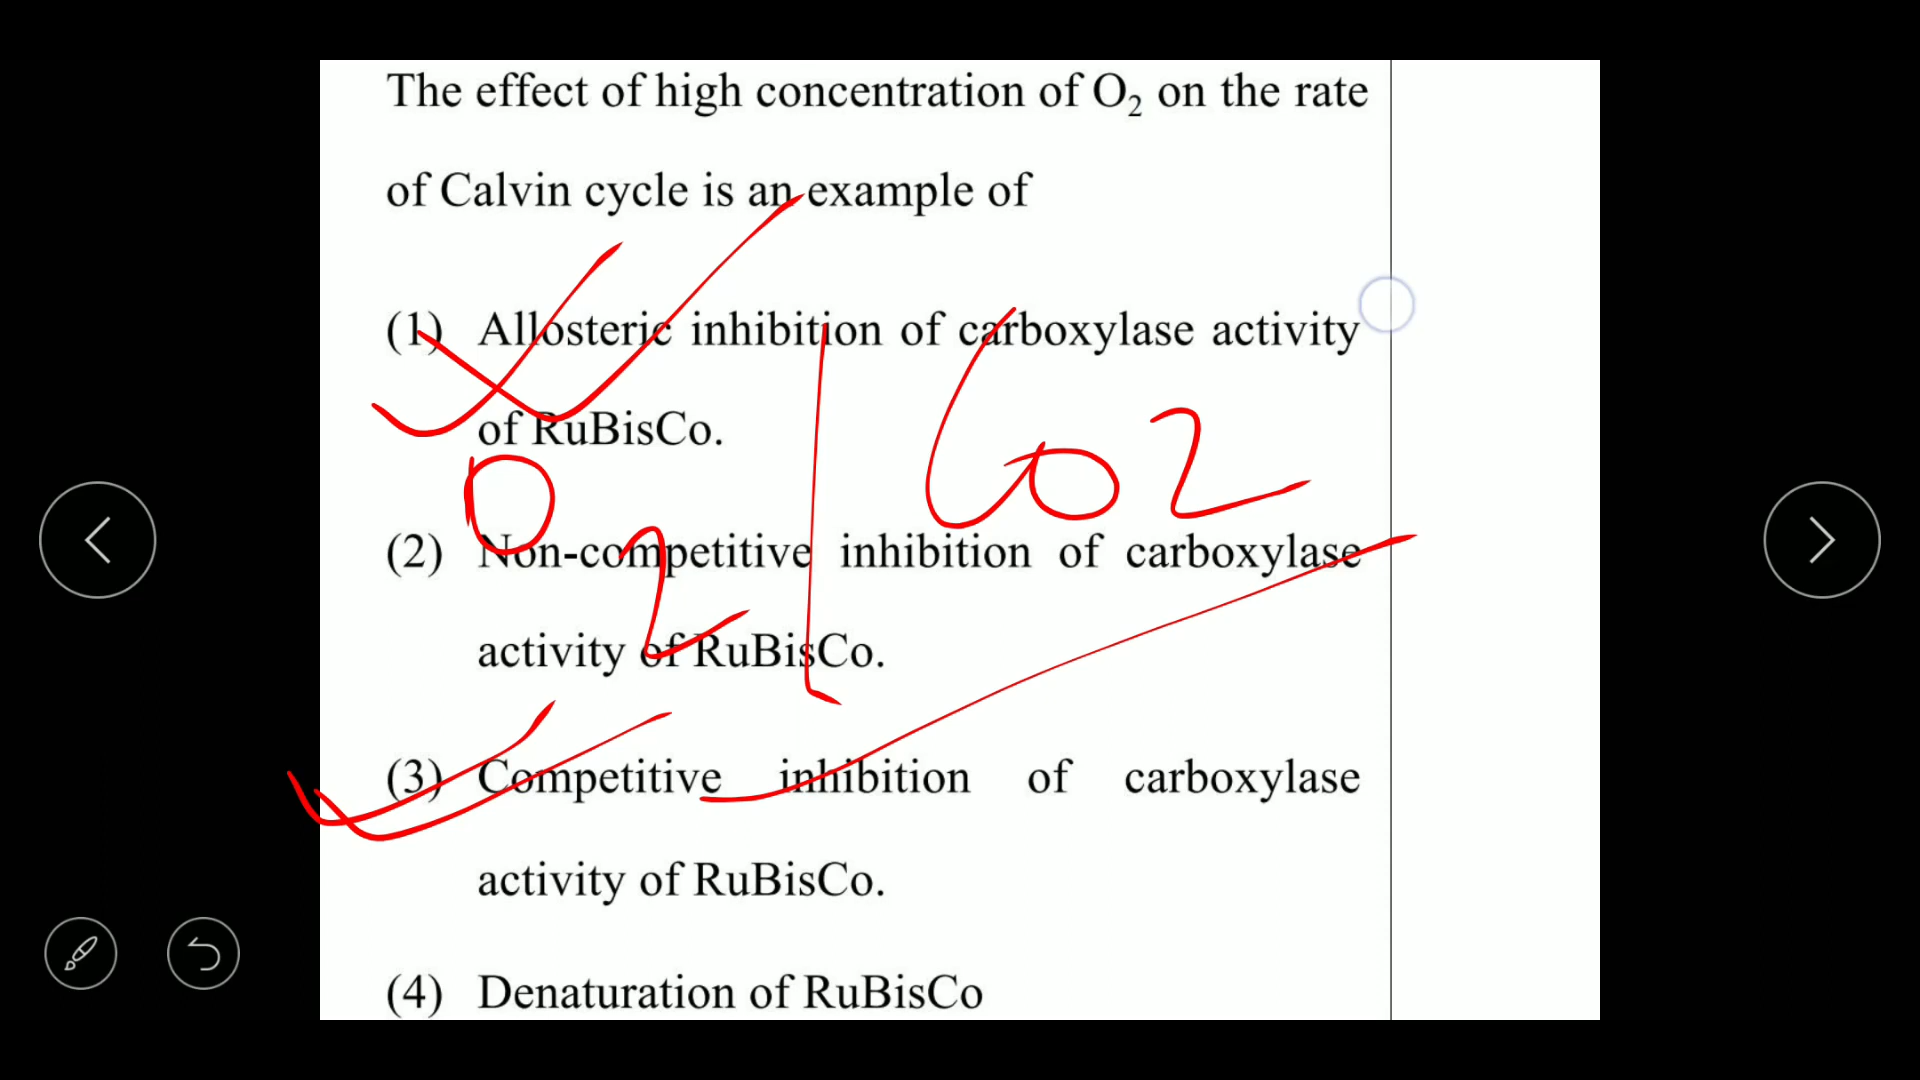 The effect of high concentration of O₂ on the rate
of Calvin cycle is an example of
(1) Allosteric inhibition of carboxylase activity
of RuBisCo.
O2 | Co2
(2) Non-competitive inhibition of carboxylase
activity of RuBisCo.
(3) Competitive inhibition of carboxylase
activity of RuBisCo.
(4) Denaturation of RuBisCo